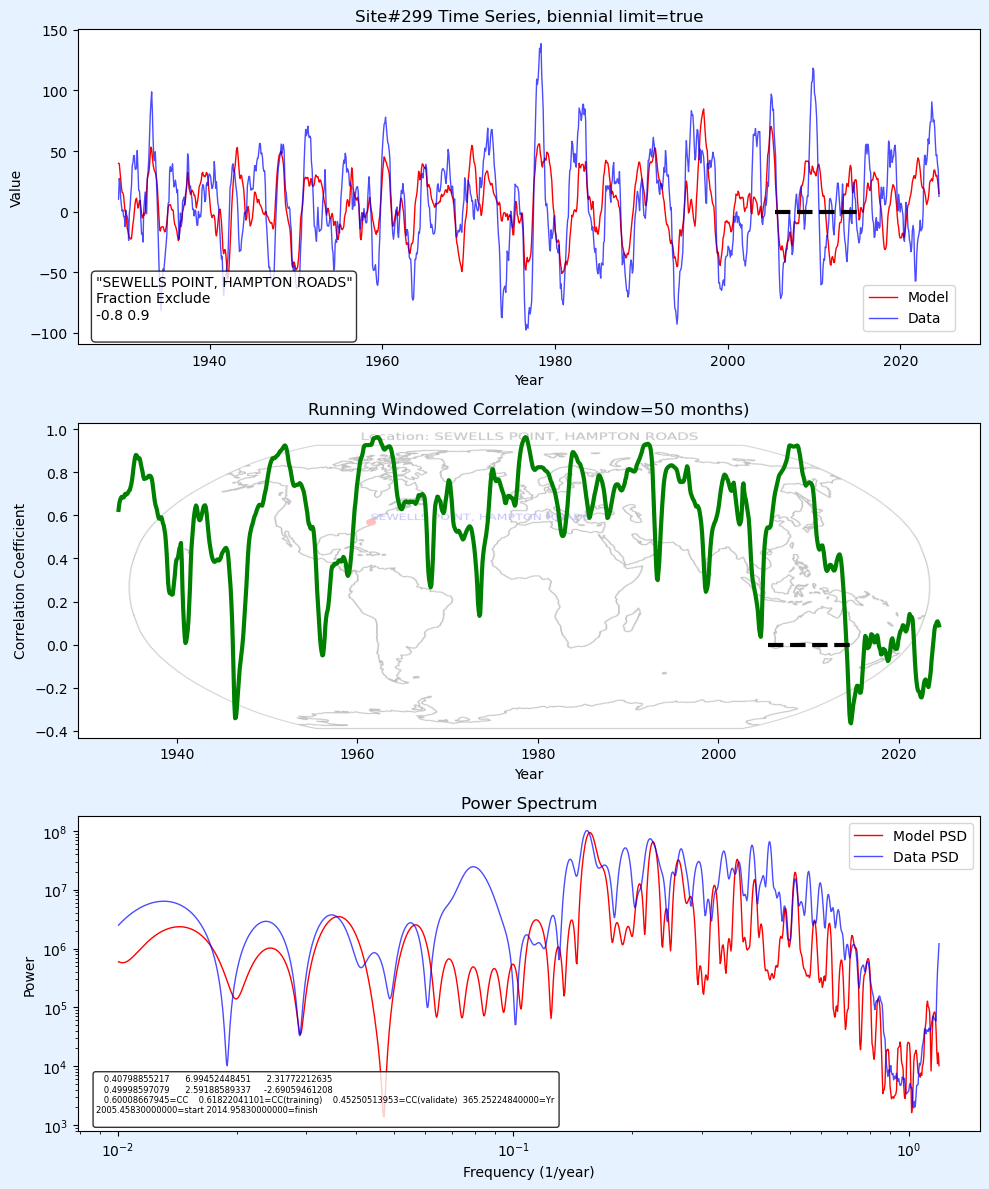 Site#299 Time Series, biennial limit=true
Value
150
100
50
0
−50
−100
"SEWELLS POINT, HAMPTON ROADS"
Fraction Exclude
-0.8 0.9
Model
Data
1940
1960
1980
2000
2020
Year
Running Windowed Correlation (window=50 months)
Correlation Coefficient
1.0
0.8
0.6
0.4
0.2
0.0
−0.2
−0.4
Location: SEWELLS POINT, HAMPTON ROADS
SEWELLS POINT, HAMPTON ROADS
1940
1960
1980
2000
2020
Year
Power Spectrum
Power
10^8
10^7
10^6
10^5
10^4
10^3
Model PSD
Data PSD
0.40798855217 6.99452448451 2.31772212635
0.49998597079 2.59188589337 -2.69059461208
0.60008667945=CC 0.61822041101=CC(training) 0.45250513953=CC(validate) 365.25224840000=Yr
2005.45830000000=start 2014.95830000000=finish
10^−2
10^−1
10^0
Frequency (1/year)